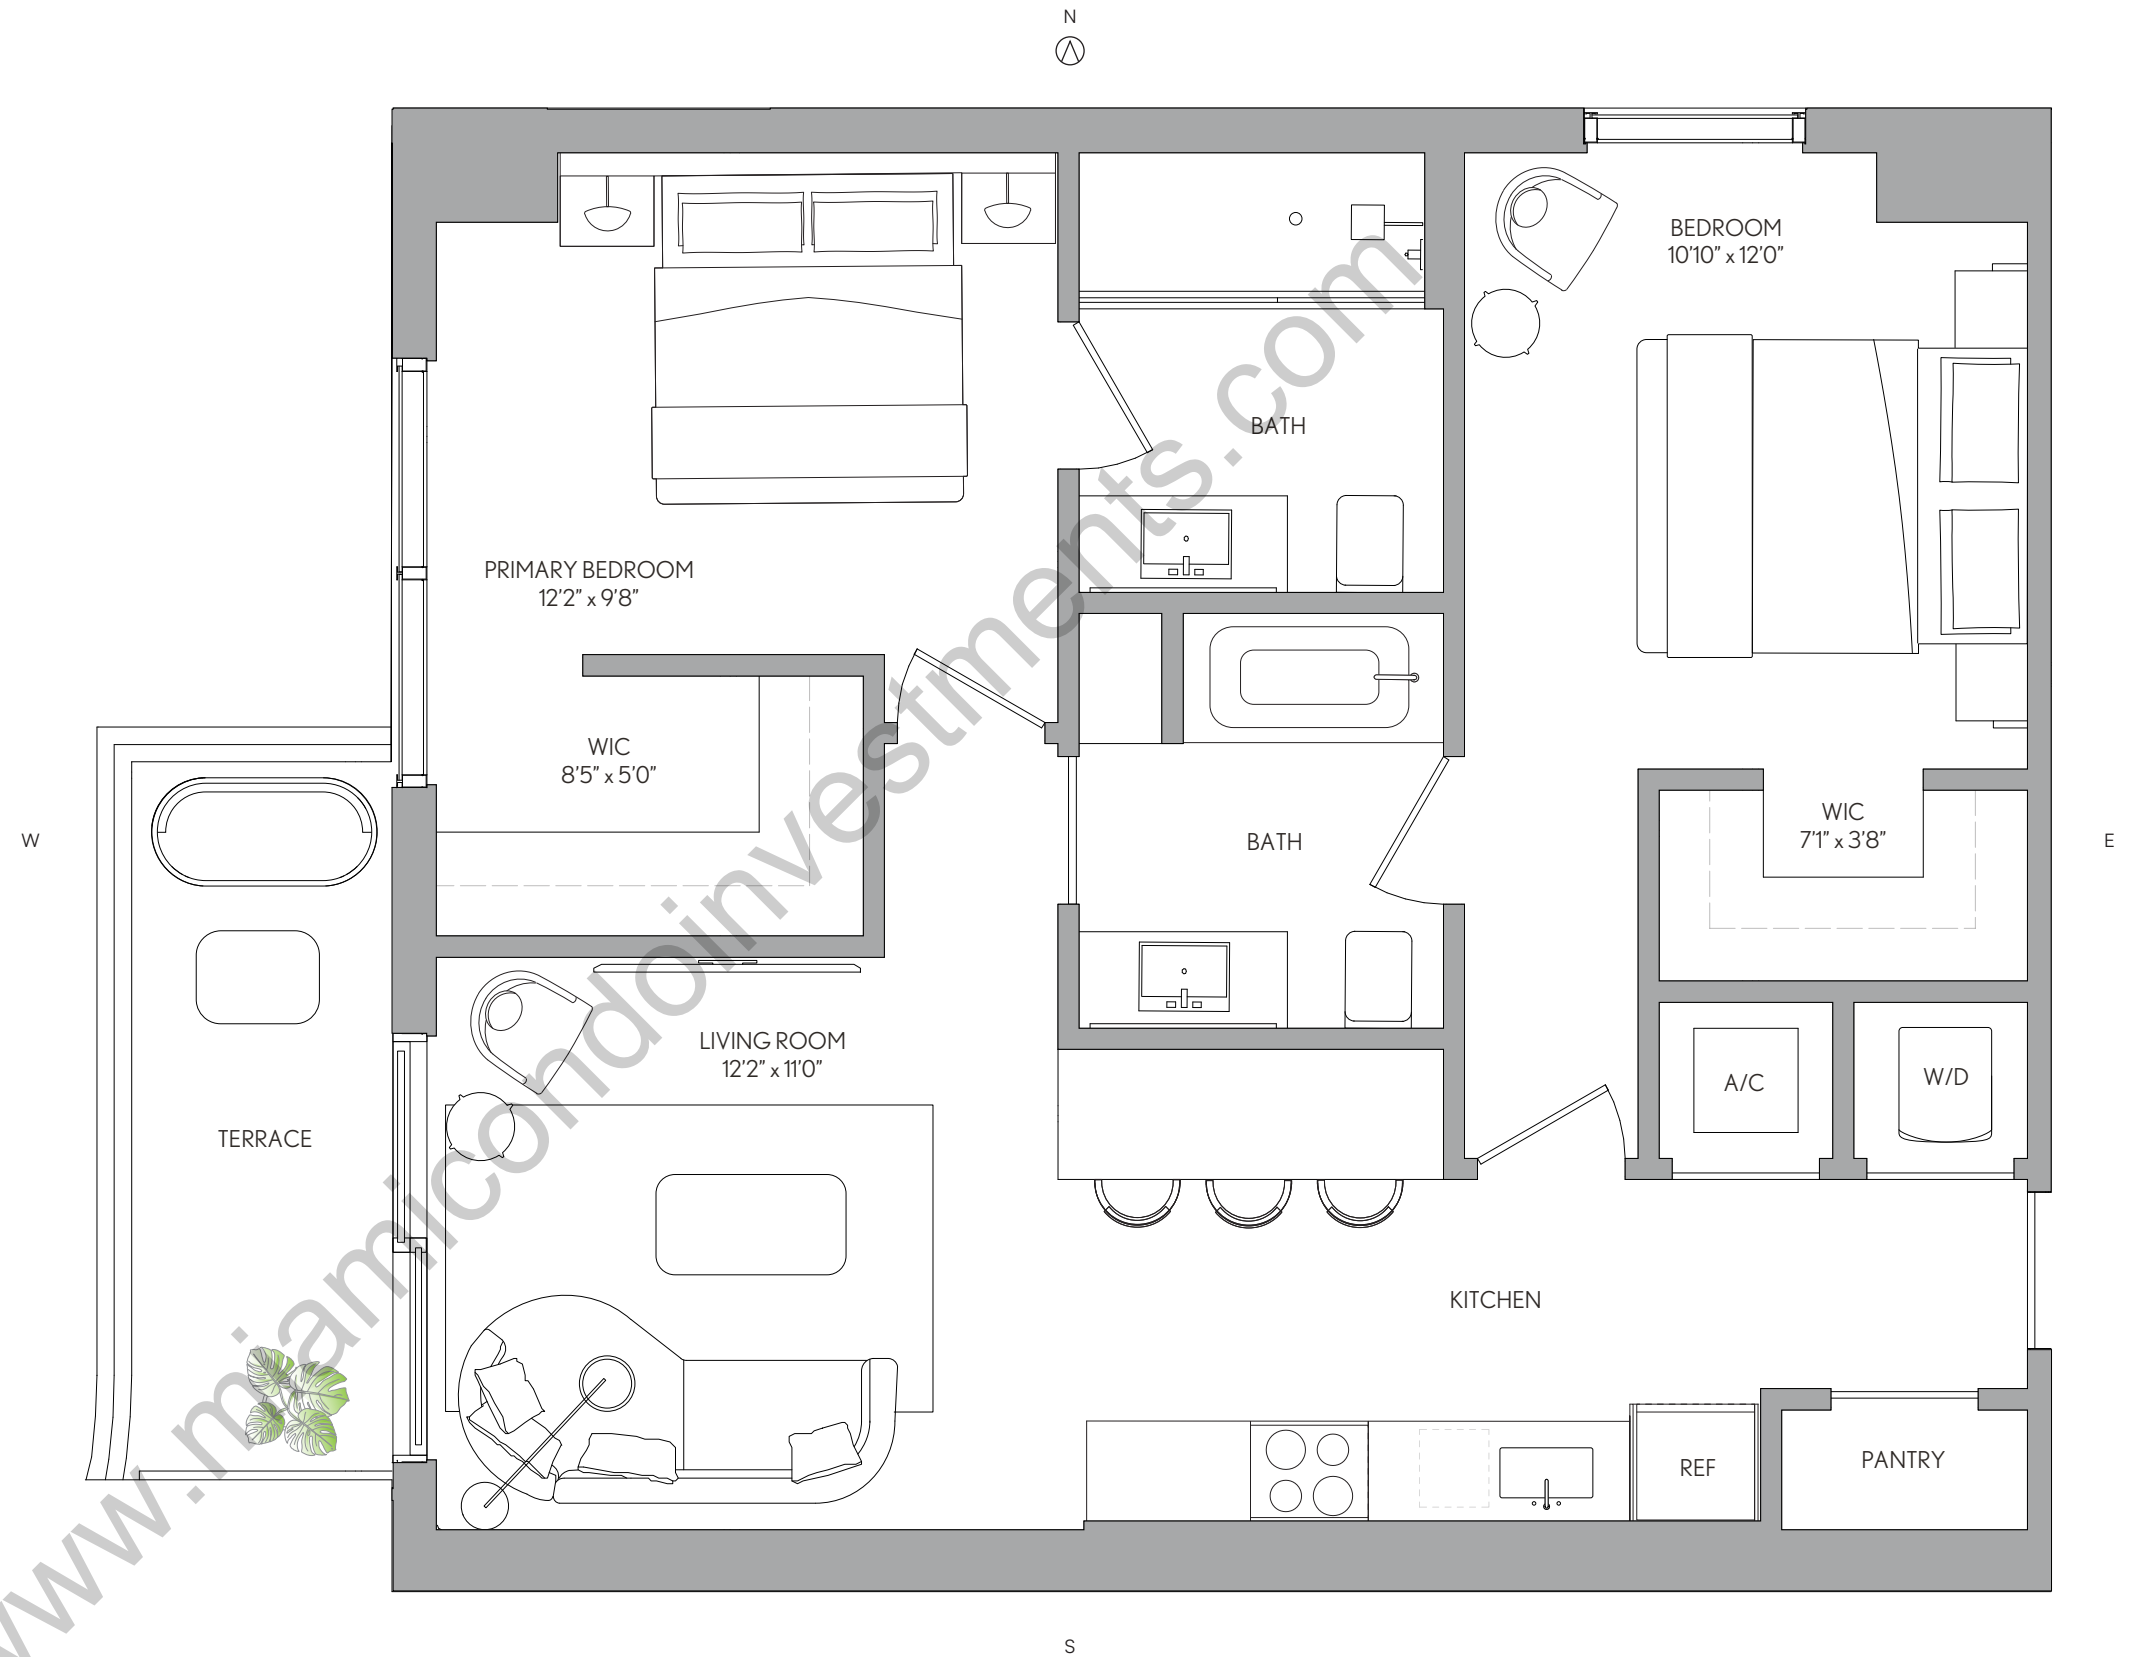 N
BEDROOM
10'10" x 12'0"
BATH
PRIMARY BEDROOM
12'2" x 9'8"
WIC
8'5" x 5'0"
WIC
7'1" x 3'8"
W
BATH
E
LIVING ROOM
12'2" x 11'0"
A/C
W/D
TERRACE
KITCHEN
REF
PANTRY
S
www.miamicondoinvestments.com